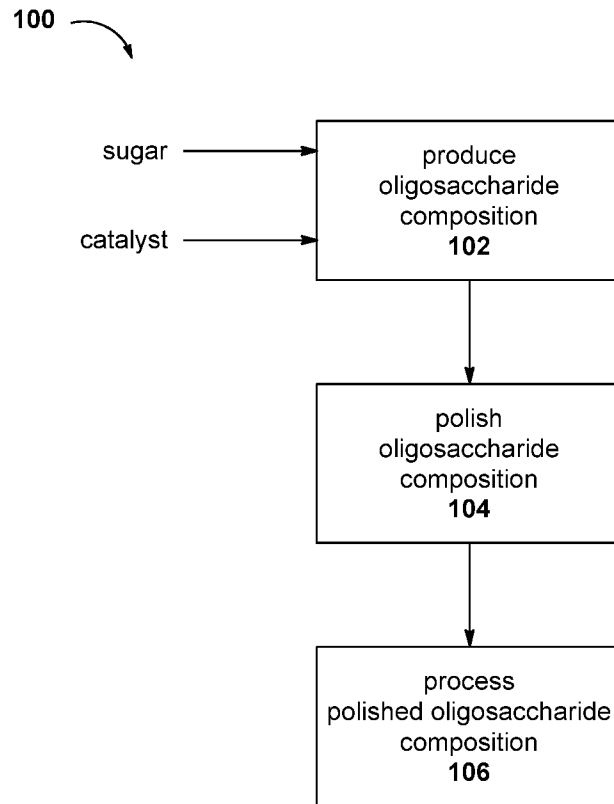 100
sugar
catalyst
produce
oligosaccharide
composition
102
polish
oligosaccharide
composition
104
process
polished oligosaccharide
composition
106